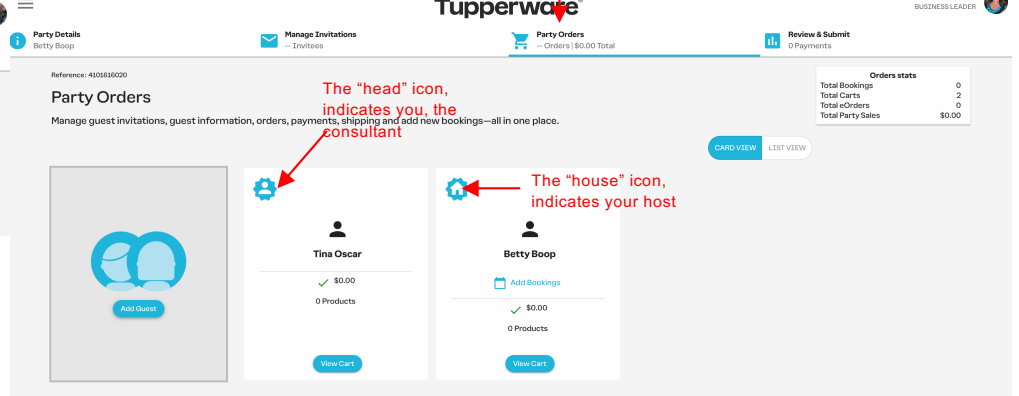 Tupperware
BUSINESS LEADER
Party Details
Betty Boop
Manage Invitations
-- Invitees
Party Orders
-- Orders | $0.00 Total
Review & Submit
0 Payments
Reference: 4101616020
Party Orders
Manage guest invitations, guest information, orders, payments, shipping and add new bookings—all in one place.
The “head” icon,
indicates you, the
consultant
Orders stats
Total Bookings 0
Total Carts 2
Total eOrders 0
Total Party Sales $0.00
CARD VIEW LIST VIEW
The “house” icon,
indicates your host
Add Guest
Tina Oscar
$0.00
0 Products
View Cart
Betty Boop
Add Bookings
$0.00
0 Products
View Cart